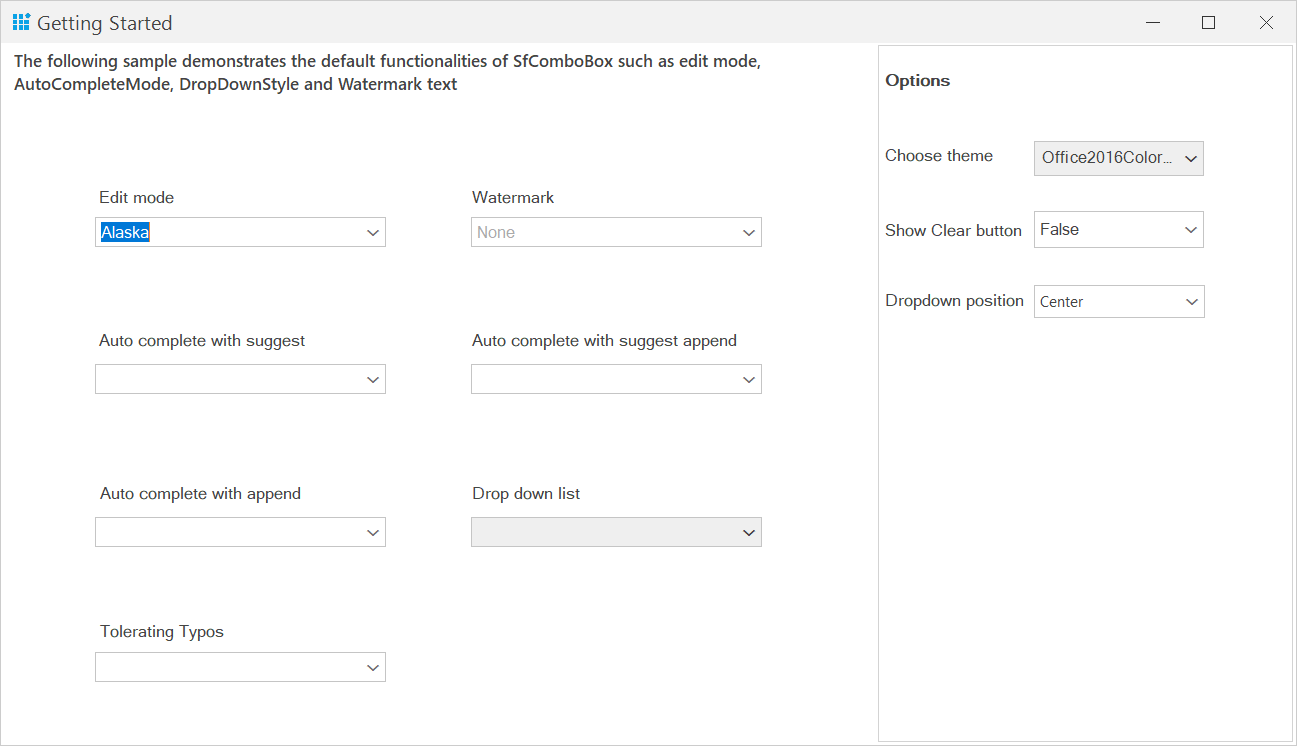 Getting Started
The following sample demonstrates the default functionalities of SfComboBox such as edit mode,
AutoCompleteMode, DropDownStyle and Watermark text
Edit mode
Alaska
Watermark
None
Auto complete with suggest
Auto complete with suggest append
Auto complete with append
Drop down list
Tolerating Typos
Options
Choose theme
Office2016Color...
Show Clear button
False
Dropdown position
Center